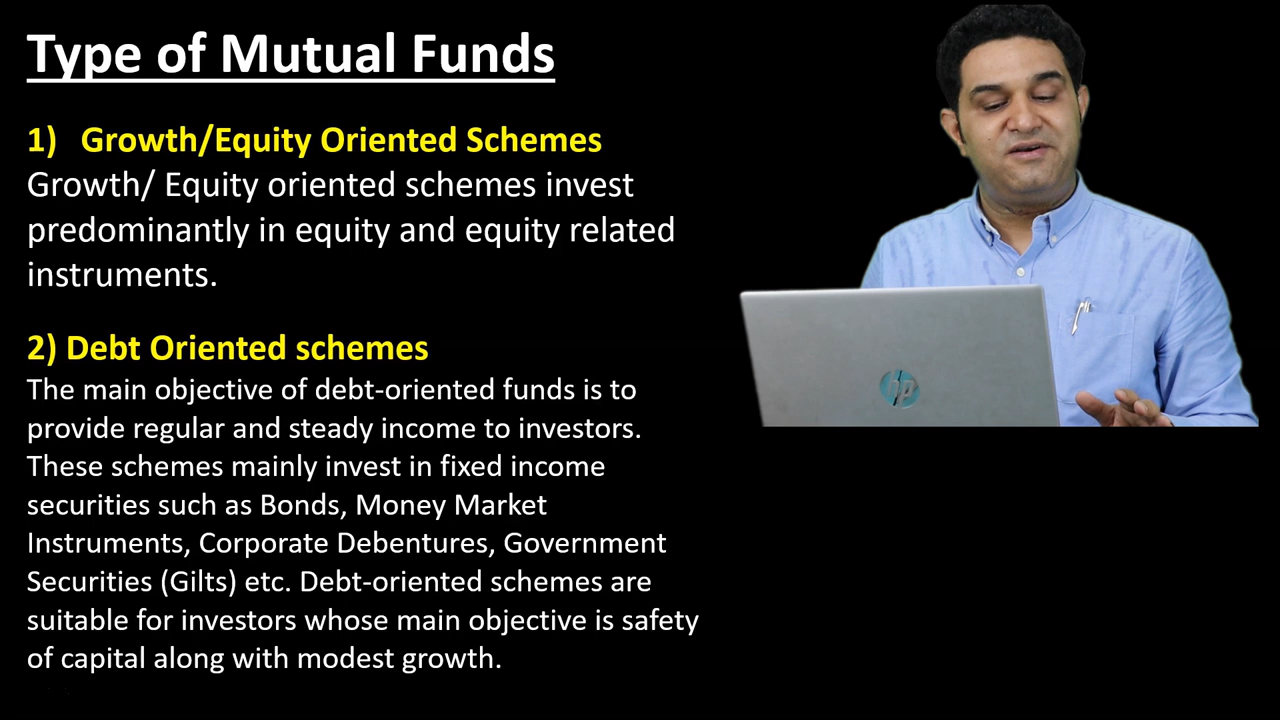 Type of Mutual Funds
1) Growth/Equity Oriented Schemes
Growth/ Equity oriented schemes invest
predominantly in equity and equity related
instruments.
2) Debt Oriented schemes
The main objective of debt-oriented funds is to
provide regular and steady income to investors.
These schemes mainly invest in fixed income
securities such as Bonds, Money Market
Instruments, Corporate Debentures, Government
Securities (Gilts) etc. Debt-oriented schemes are
suitable for investors whose main objective is safety
of capital along with modest growth.
hp